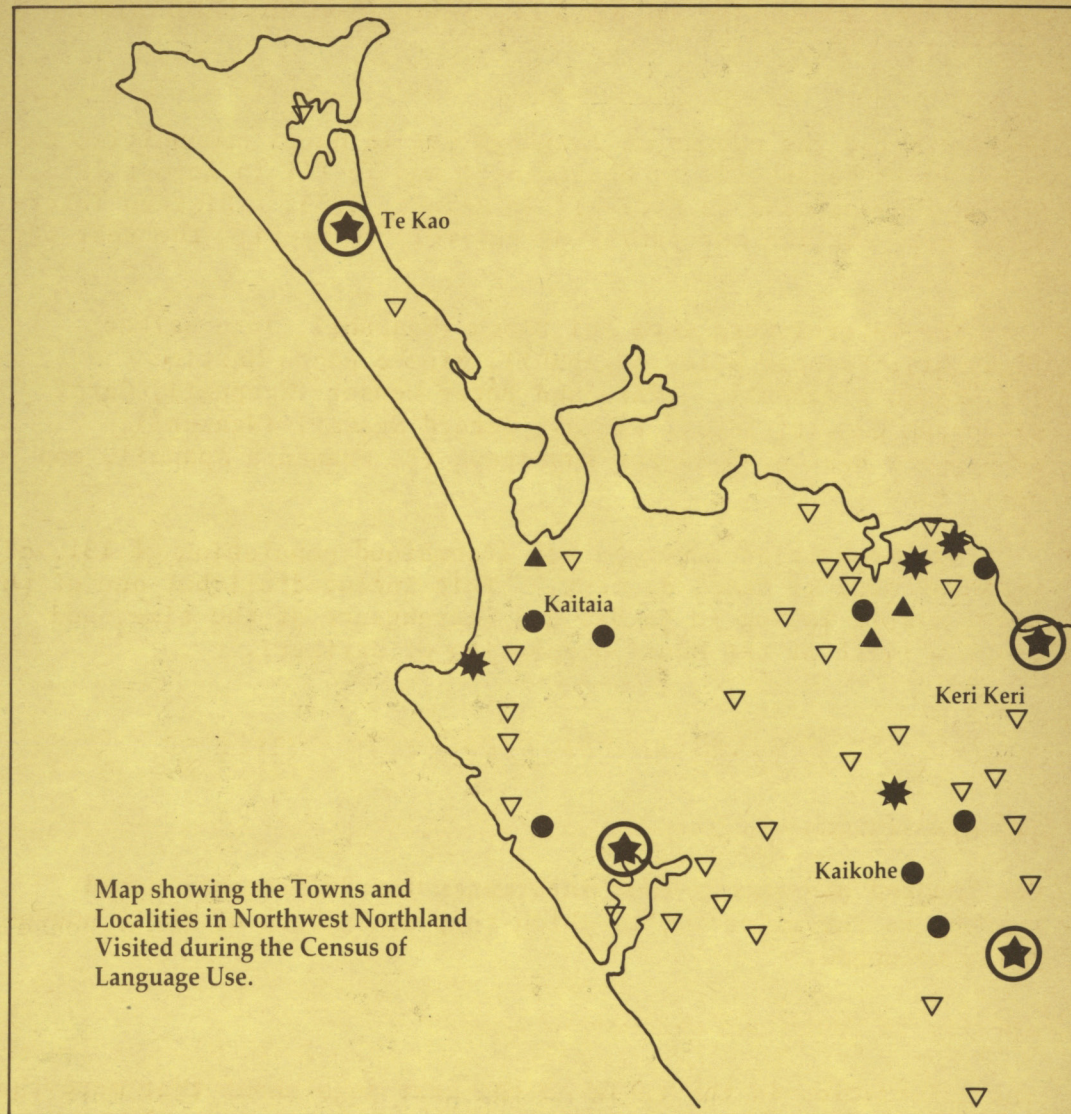 Te Kao
Kaitaia
Keri Keri
Kaikohe
Map showing the Towns and
Localities in Northwest Northland
Visited during the Census of
Language Use.